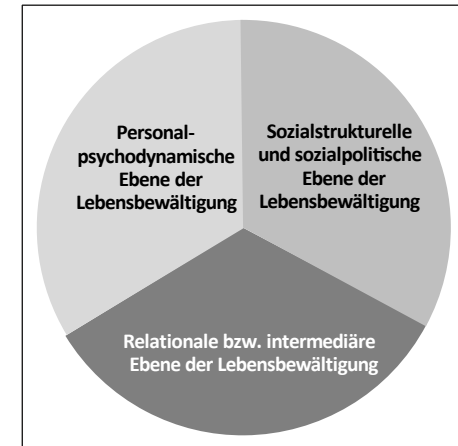 Personal-
psychodynamische
Ebene der
Lebensbewältigung
Sozialstrukturelle
und sozialpolitische
Ebene der
Lebensbewältigung
Relationale bzw. intermediäre
Ebene der Lebensbewältigung